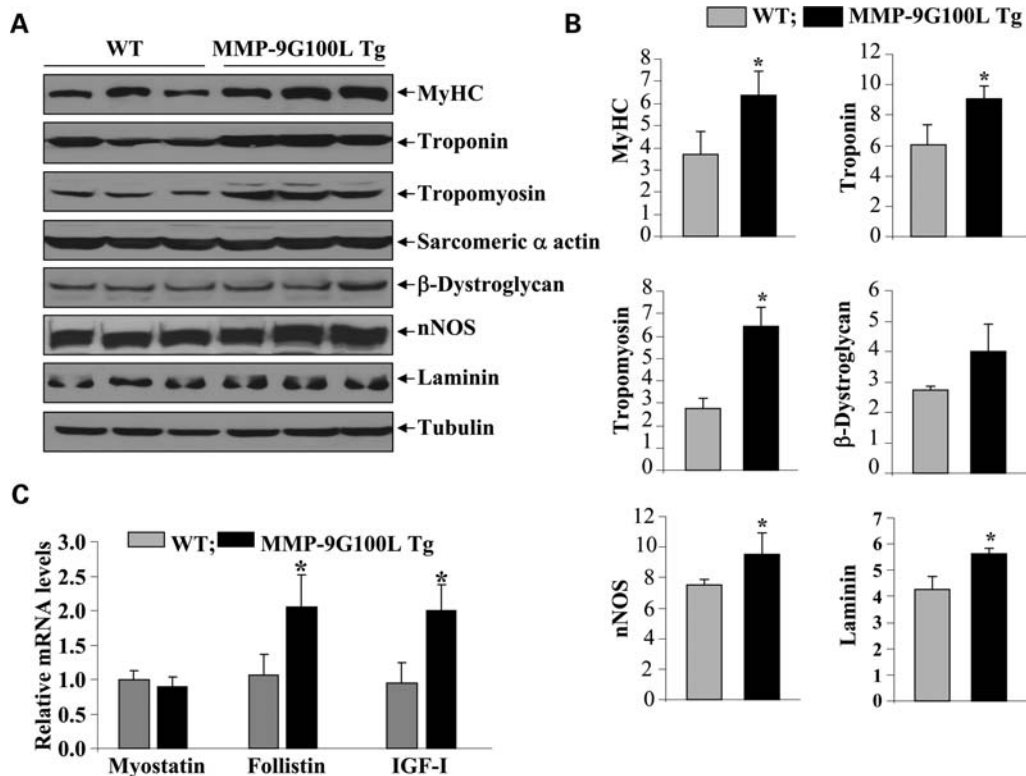 A
WT MMP-9G100L Tg
MyHC
Troponin
Tropomyosin
Sarcomeric α actin
β-Dystroglycan
nNOS
Laminin
Tubulin
B
WT; MMP-9G100L Tg
MyHC
8
7
6
5
4
3
2
1
0
*
Troponin
12
10
8
6
4
2
0
*
Tropomyosin
8
7
6
5
4
3
2
1
0
*
β-Dystroglycan
6
5
4
3
2
1
0
nNOS
12
10
8
6
4
2
0
*
Laminin
7
6
5
4
3
2
1
0
*
C
WT; MMP-9G100L Tg
Relative mRNA levels
3.0
2.5
2.0
1.5
1.0
0.5
0.0
* *
Myostatin Follistin IGF-I